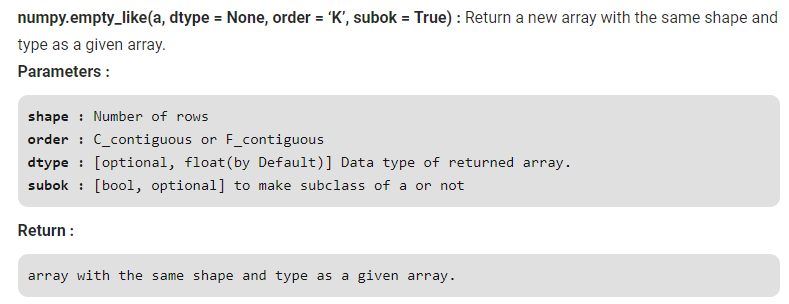 numpy.empty_like(a, dtype = None, order = ‘K’, subok = True) : Return a new array with the same shape and
type as a given array.
Parameters :
shape : Number of rows
order : C_contiguous or F_contiguous
dtype : [optional, float(by Default)] Data type of returned array.
subok : [bool, optional] to make subclass of a or not
Return :
array with the same shape and type as a given array.